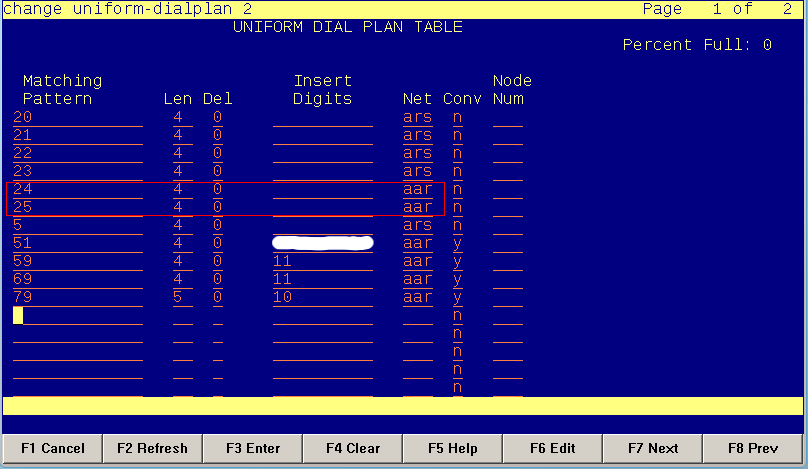 change uniform-dialplan 2 Page 1 of 2
UNIFORM DIAL PLAN TABLE
Percent Full: 0
Matching Insert Node
Pattern Len Del Digits Net Conv Num
20 4 0 ars n
21 4 0 ars n
22 4 0 ars n
23 4 0 ars n
24 4 0 aar n
25 4 0 aar n
5 4 0 ars n
51 4 0 aar y
59 4 0 11 aar y
69 4 0 11 aar y
79 5 0 10 aar y
n
n
n
n
n
F1 Cancel F2 Refresh F3 Enter F4 Clear F5 Help F6 Edit F7 Next F8 Prev